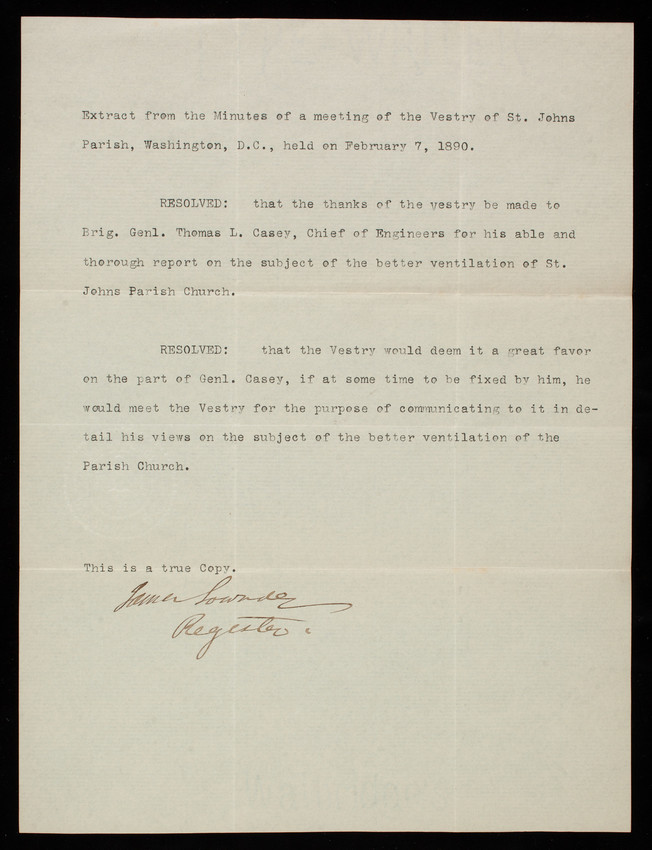 Extract from the Minutes of a meeting of the Vestry of St. Johns
Parish, Washington, D.C., held on February 7, 1890.
RESOLVED: that the thanks of the vestry be made to
Brig. Genl. Thomas L. Casey, Chief of Engineers for his able and
thorough report on the subject of the better ventilation of St.
Johns Parish Church.
RESOLVED: that the Vestry would deem it a great favor
on the part of Genl. Casey, if at some time to be fixed by him, he
would meet the Vestry for the purpose of communicating to it in de-
tail his views on the subject of the better ventilation of the
Parish Church.
This is a true Copy.
James Lowndes
Register.